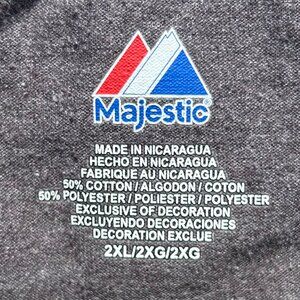 Majestic®
MADE IN NICARAGUA
HECHO EN NICARAGUA
FABRIQUE AU NICARAGUA
50% COTTON / ALGODON / COTON
50% POLYESTER / POLIESTER / POLYESTER
EXCLUSIVE OF DECORATION
EXCLUYENDO DECORACIONES
DECORATION EXCLUE
2XL/2XG/2XG